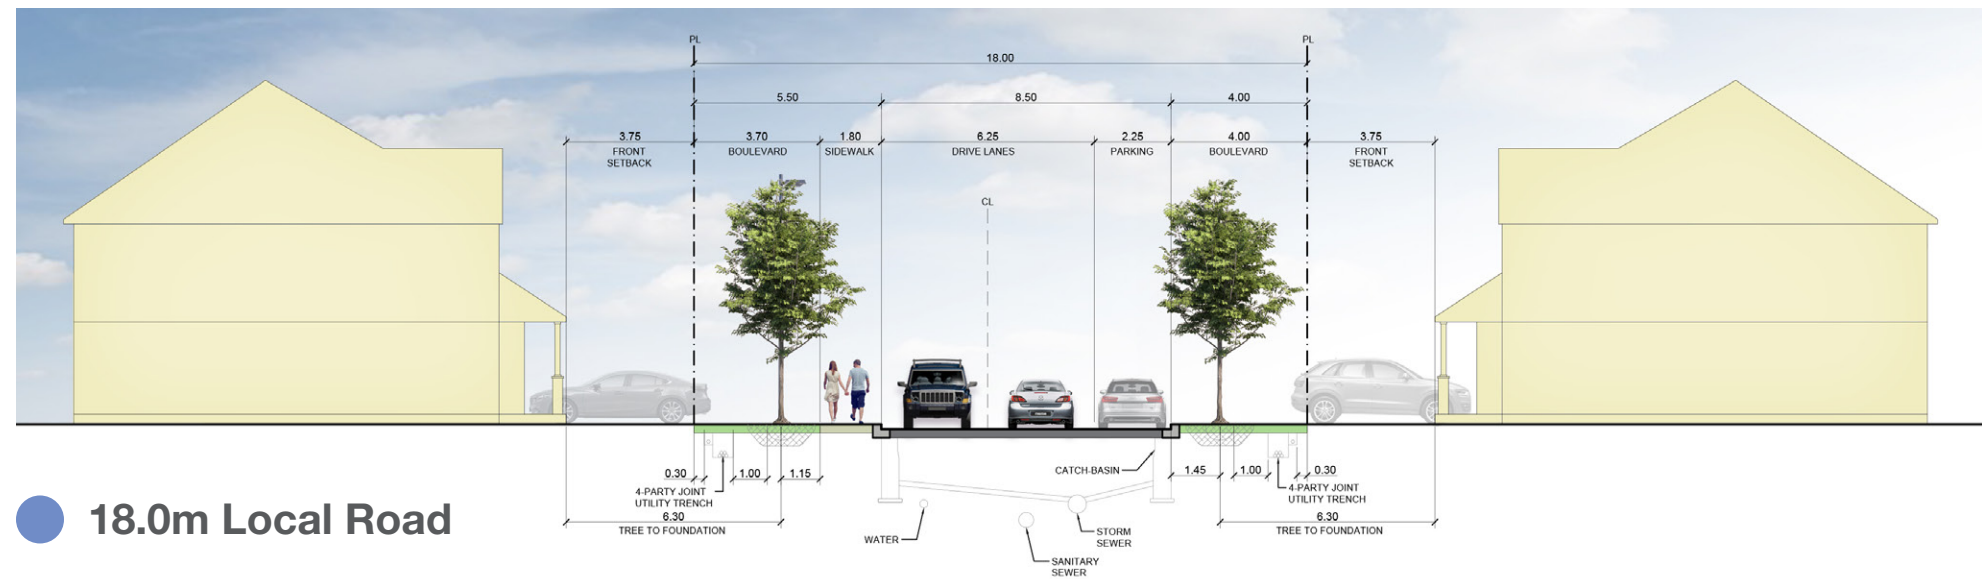 PL
PL
18.00
5.50
8.50
4.00
3.75
3.70
1.80
6.25
2.25
4.00
3.75
FRONT
SETBACK
BOULEVARD
SIDEWALK
DRIVE LANES
PARKING
BOULEVARD
FRONT
SETBACK
CL
0.30
1.00
1.15
CATCH-BASIN
1.45
1.00
0.30
4-PARTY JOINT
UTILITY TRENCH
4-PARTY JOINT
UTILITY TRENCH
6.30
TREE TO FOUNDATION
6.30
TREE TO FOUNDATION
18.0m Local Road
WATER
STORM
SEWER
SANITARY
SEWER